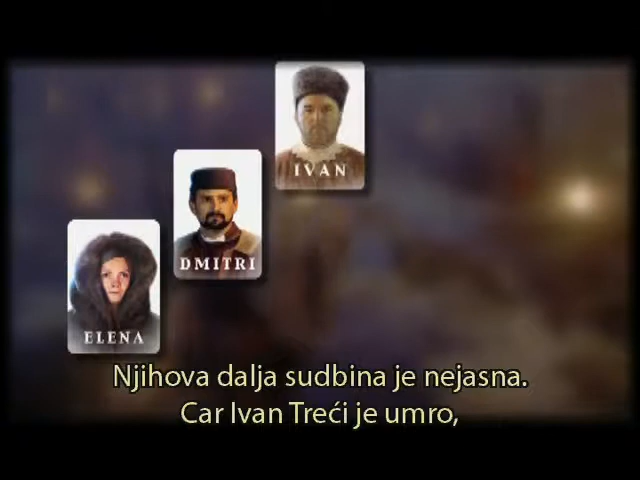 IVAN
DMITRI
ELENA
Njihova dalja sudbina je nejasna.
Car Ivan Treći je umro,